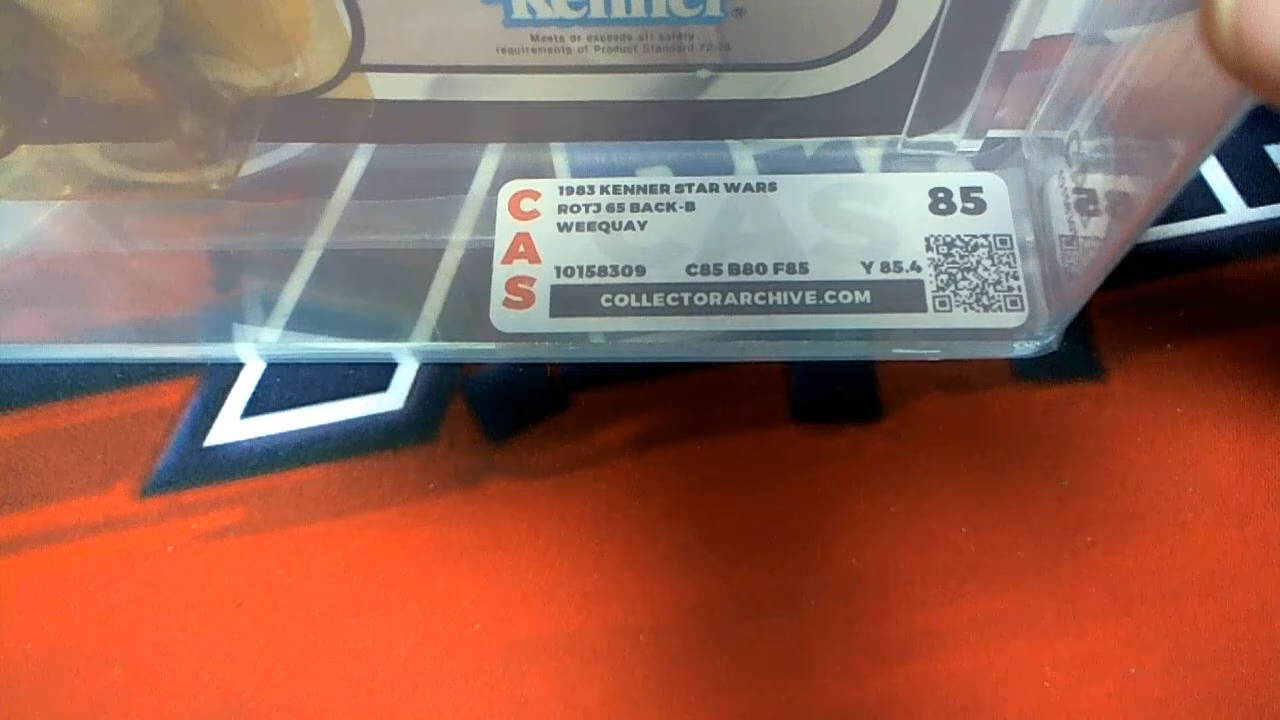 Kenner®
Meets or exceeds all safety
requirements of Product Standard 72-76
CAS
1983 KENNER STAR WARS
ROTJ 65 BACK-B
WEEQUAY
85
10158309 C85 B80 F85 Y 85.4
COLLECTORARCHIVE.COM